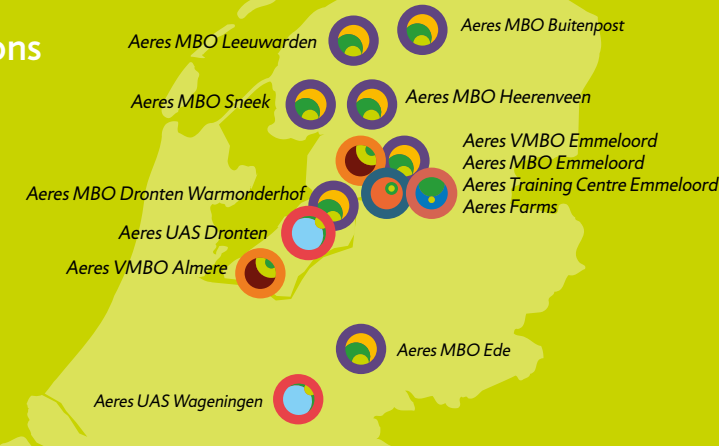 ons
Aeres MBO Leeuwarden
Aeres MBO Buitenpost
Aeres MBO Sneek
Aeres MBO Heerenveen
Aeres VMBO Emmeloord
Aeres MBO Emmeloord
Aeres Training Centre Emmeloord
Aeres Farms
Aeres MBO Dronten Warmonderhof
Aeres UAS Dronten
Aeres VMBO Almere
Aeres MBO Ede
Aeres UAS Wageningen